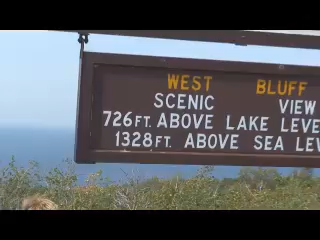 WEST BLUFF
SCENIC VIEW
726FT. ABOVE LAKE LEVE
1328FT. ABOVE SEA LEV